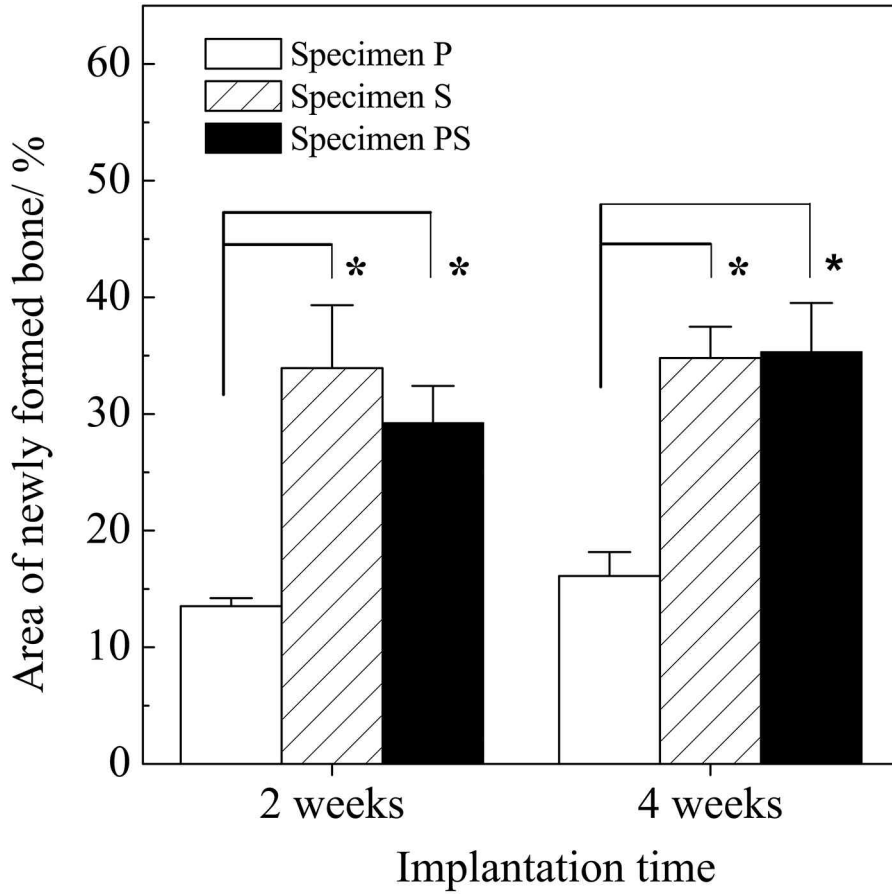 Specimen P
Specimen S
Specimen PS
60
50
40
30
20
10
0
Area of newly formed bone/ %
*
*
*
*
2 weeks
4 weeks
Implantation time